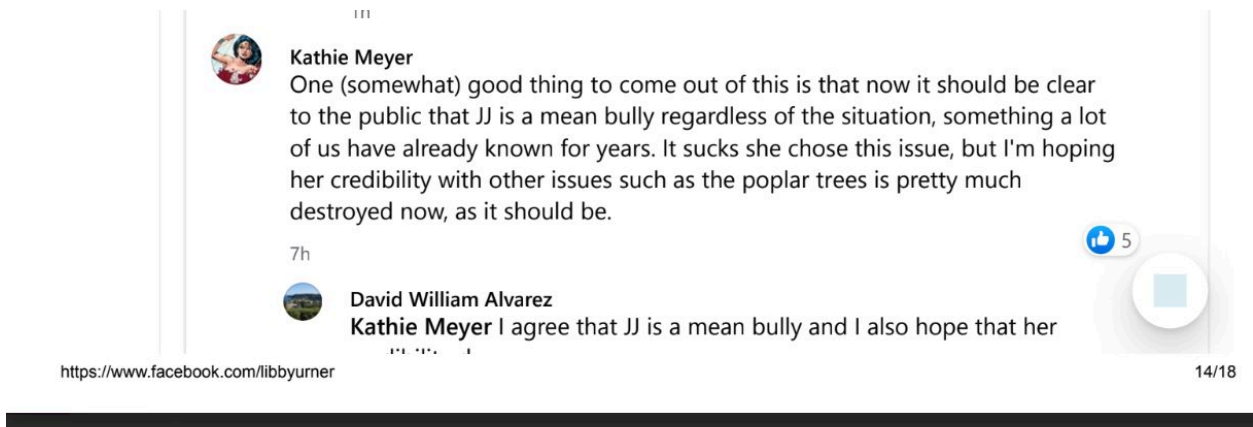 Kathie Meyer
One (somewhat) good thing to come out of this is that now it should be clear
to the public that JJ is a mean bully regardless of the situation, something a lot
of us have already known for years. It sucks she chose this issue, but I'm hoping
her credibility with other issues such as the poplar trees is pretty much
destroyed now, as it should be.
7h
5
David William Alvarez
Kathie Meyer I agree that JJ is a mean bully and I also hope that her
https://www.facebook.com/libbyurner
14/18